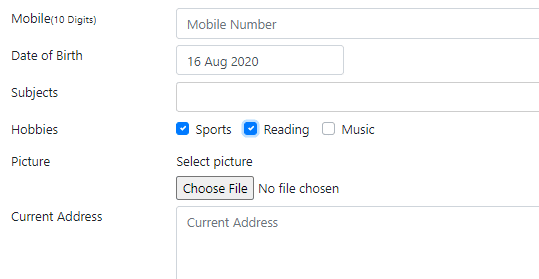 Mobile(10 Digits) Mobile Number
Date of Birth 16 Aug 2020
Subjects
Hobbies Sports Reading Music
Picture Select picture
Choose File No file chosen
Current Address Current Address